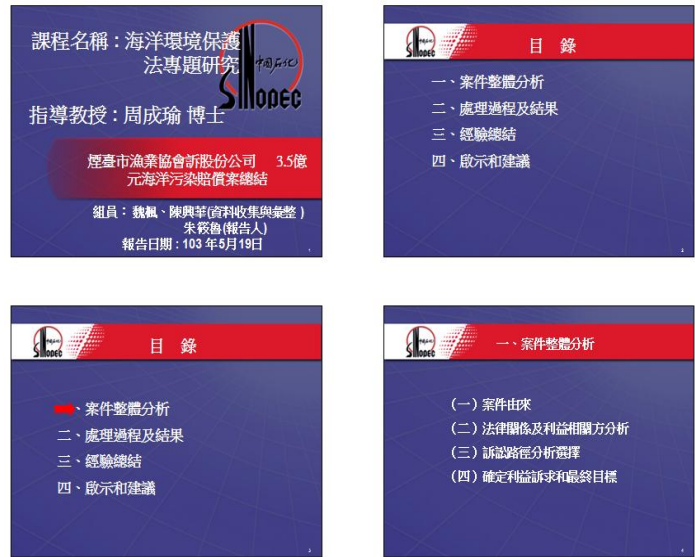 課程名稱：海洋環境保護
法專題研究
中國石化
SINOPEC
指導教授：周成瑜 博士
煙臺市漁業協會訴股份公司 3.5億
元海洋污染賠償案總結
組員： 魏楓、陳興華(資料收集與彙整 )
朱筱魯(報告人)
報告日期 : 103 年5月19日
1
SINOPEC
目 錄
一、案件整體分析
二、處理過程及結果
三、經驗總結
四、啟示和建議
2
SINOPEC
目 錄
、案件整體分析
二、處理過程及結果
三、經驗總結
四、啟示和建議
3
SINOPEC
一、案件整體分析
（一）案件由來
（二）法律關係及利益相關方分析
（三）訴訟路徑分析選擇
（四）確定利益訴求和最終目標
4